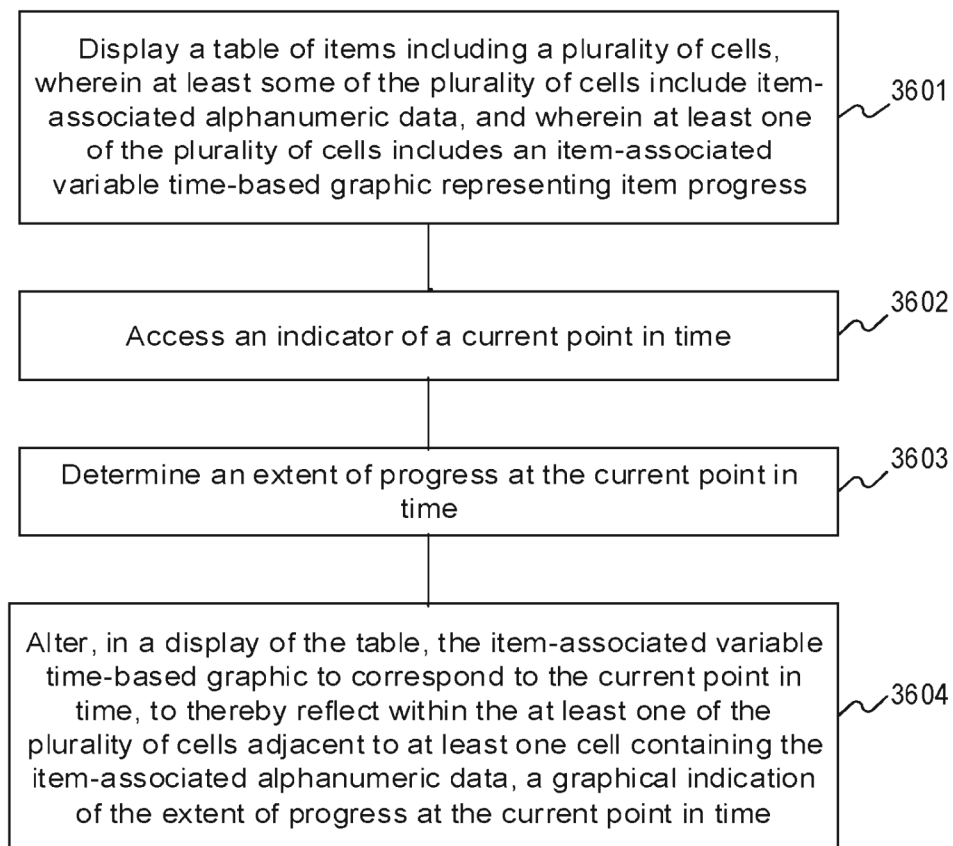 Display a table of items including a plurality of cells,
wherein at least some of the plurality of cells include item-
associated alphanumeric data, and wherein at least one
of the plurality of cells includes an item-associated
variable time-based graphic representing item progress
3601
Access an indicator of a current point in time
3602
Determine an extent of progress at the current point in
time
3603
Alter, in a display of the table, the item-associated variable
time-based graphic to correspond to the current point in
time, to thereby reflect within the at least one of the
plurality of cells adjacent to at least one cell containing the
item-associated alphanumeric data, a graphical indication
of the extent of progress at the current point in time
3604